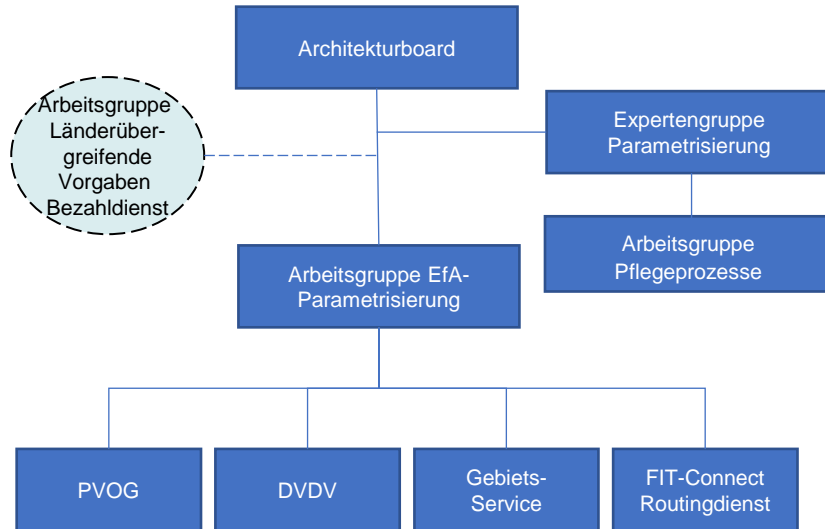 Architekturboard
Arbeitsgruppe
Länderüber-
greifende
Vorgaben
Bezahldienst
Expertengruppe
Parametrisierung
Arbeitsgruppe
Pflegeprozesse
Arbeitsgruppe EfA-
Parametrisierung
PVOG
DVDV
Gebiets-
Service
FIT-Connect
Routingdienst